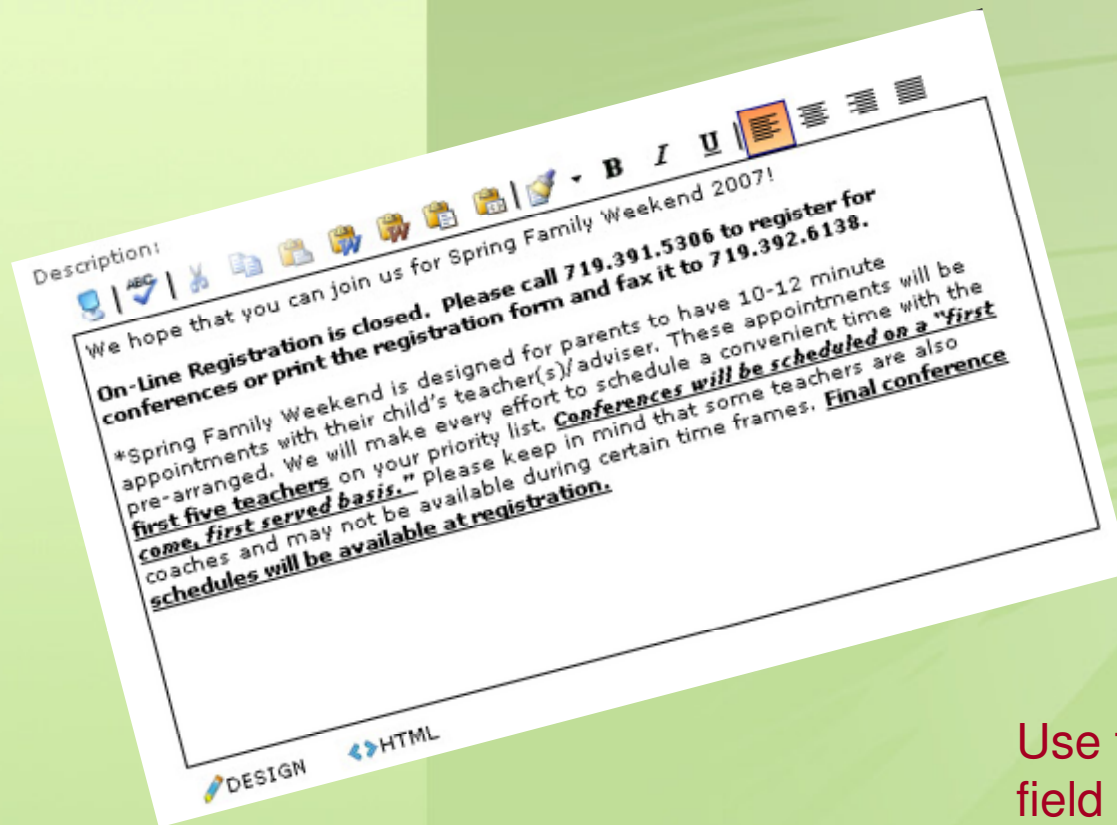 Description:
ABC
W
W
B I U
We hope that you can join us for Spring Family Weekend 2007!
On-Line Registration is closed. Please call 719.391.5306 to register for
conferences or print the registration form and fax it to 719.392.6138.
*Spring Family Weekend is designed for parents to have 10-12 minute
appointments with their child's teacher(s)/adviser. These appointments will be
pre-arranged. We will make every effort to schedule a convenient time with the
first five teachers on your priority list. Conferences will be scheduled on a "first
come, first served basis." Please keep in mind that some teachers are also
coaches and may not be available during certain time frames. Final conference
schedules will be available at registration.
DESIGN HTML
Use
field